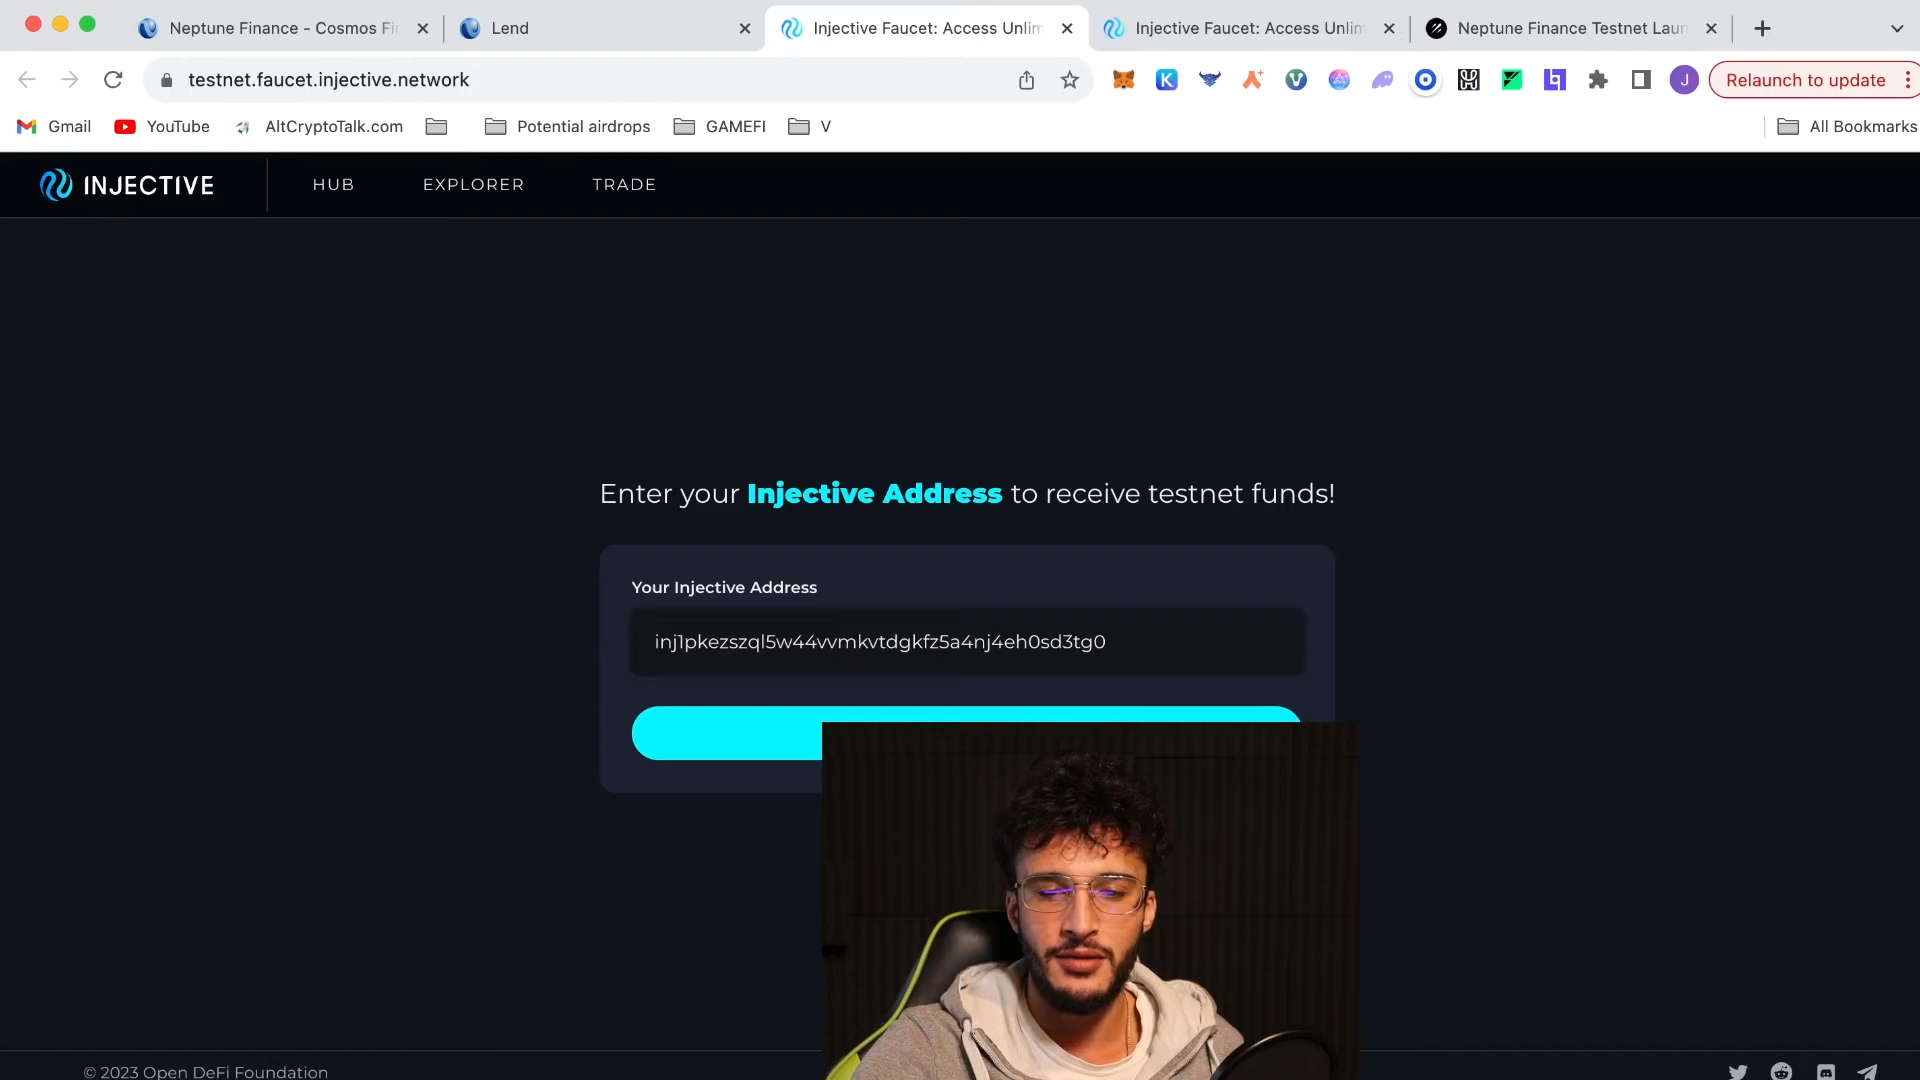 Neptune Finance - Cosmos Fi
Lend
Injective Faucet: Access Unlim
Injective Faucet: Access Unlim
Neptune Finance Testnet Laun
testnet.faucet.injective.network
Relaunch to update
Gmail
YouTube
AltCryptoTalk.com
Potential airdrops
GAMEFI
V
All Bookmarks
INJECTIVE
HUB
EXPLORER
TRADE
Enter your Injective Address to receive testnet funds!
Your Injective Address
inj1pkezszql5w44vvmkvtdgkfz5a4nj4eh0sd3tg0
© 2023 Open DeFi Foundation